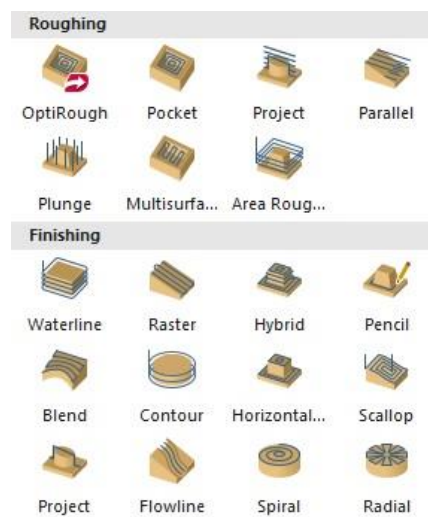 Roughing
OptiRough Pocket Project Parallel
Plunge Multisurfa... Area Roug...
Finishing
Waterline Raster Hybrid Pencil
Blend Contour Horizontal... Scallop
Project Flowline Spiral Radial